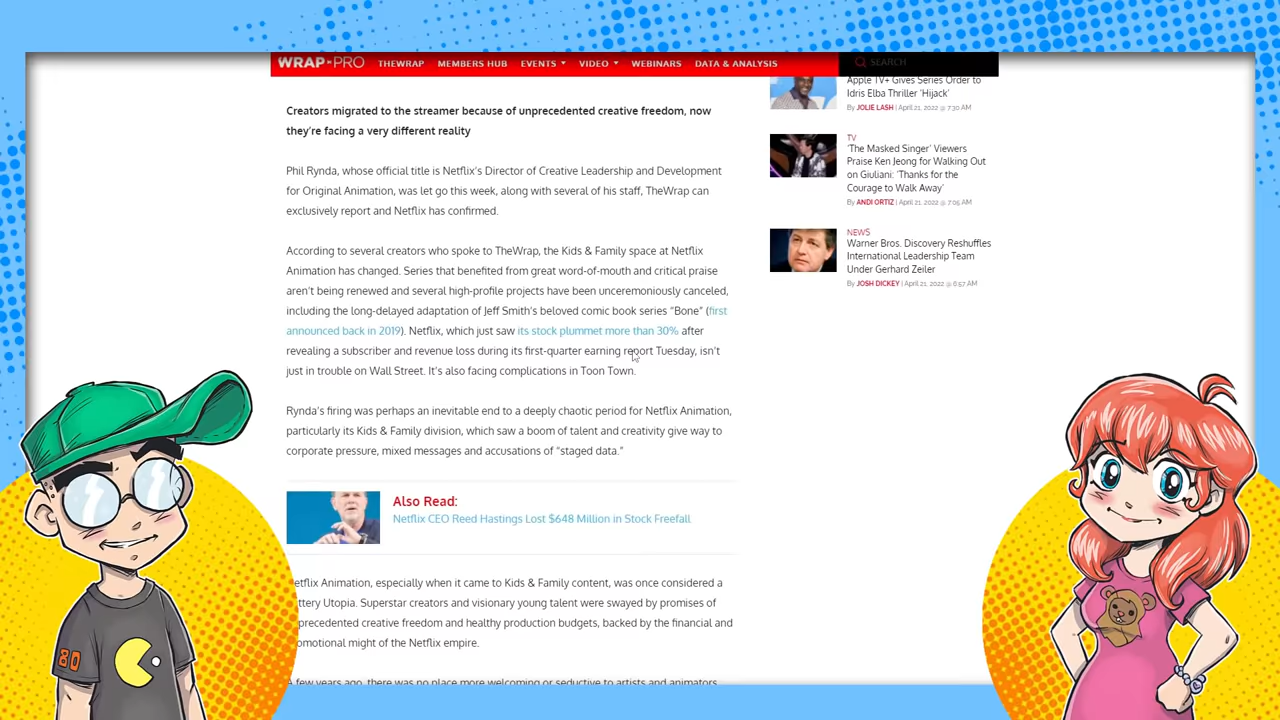 WRAP PRO THEWRAP MEMBERS HUB EVENTS VIDEO WEBINARS DATA & ANALYSIS SEARCH
Creators migrated to the streamer because of unprecedented creative freedom, now
they're facing a very different reality
Phil Rynda, whose official title is Netflix's Director of Creative Leadership and Development
for Original Animation, was let go this week, along with several of his staff, TheWrap can
exclusively report and Netflix has confirmed.
According to several creators who spoke to TheWrap, the Kids & Family space at Netflix
Animation has changed. Series that benefited from great word-of-mouth and critical praise
aren't being renewed and several high-profile projects have been unceremoniously canceled,
including the long-delayed adaptation of Jeff Smith's beloved comic book series "Bone" (first
announced back in 2019). Netflix, which just saw its stock plummet more than 30% after
revealing a subscriber and revenue loss during its first-quarter earning report Tuesday, isn't
just in trouble on Wall Street. It's also facing complications in Toon Town.
Rynda's firing was perhaps an inevitable end to a deeply chaotic period for Netflix Animation,
particularly its Kids & Family division, which saw a boom of talent and creativity give way to
corporate pressure, mixed messages and accusations of "staged data."
Also Read:
Netflix CEO Reed Hastings Lost $648 Million in Stock Freefall
etflix Animation, especially when it came to Kids & Family content, was once considered a
ttery Utopia. Superstar creators and visionary young talent were swayed by promises of
precedented creative freedom and healthy production budgets, backed by the financial and
omotional might of the Netflix empire.
A few years ago, there was no place more welcoming or seductive to artists and animators
Apple TV+ Gives Series Order to
Idris Elba Thriller 'Hijack'
By JOLIE LASH | April 21, 2022 @ 7:30 AM
TV
'The Masked Singer' Viewers
Praise Ken Jeong for Walking Out
on Giuliani: 'Thanks for the
Courage to Walk Away'
By ANDI ORTIZ | April 21, 2022 @ 7:05 AM
NEWS
Warner Bros. Discovery Reshuffles
International Leadership Team
Under Gerhard Zeiler
By JOSH DICKEY | April 21, 2022 @ 6:57 AM
80